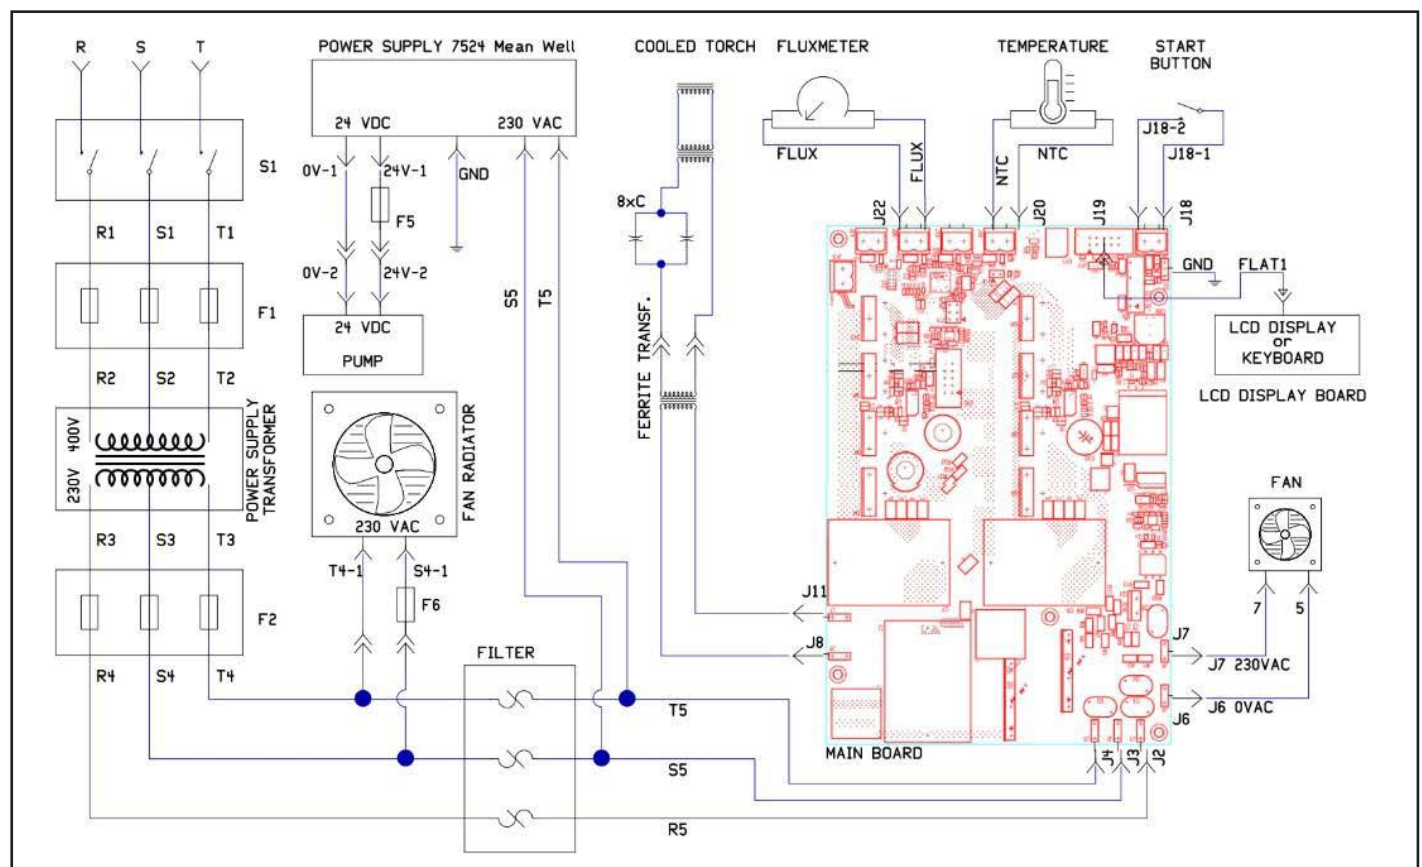 R S T
POWER SUPPLY 7524 Mean Well
COOLED TORCH
FLUXMETER
TEMPERATURE
START
BUTTON
24 VDC
230 VAC
0V-1
24V-1
GND
F5
0V-2
24V-2
24 VDC
PUMP
S1
R1 S1 T1
F1
R2 S2 T2
400V
230V
POWER SUPPLY
TRANSFORMER
R3 S3 T3
F2
R4 S4 T4
230 VAC
FAN RADIATOR
T4-1
S4-1
F6
S5
T5
FILTER
T5
S5
R5
8xC
FERRITE TRANSF.
FLUX
FLUX
NTC
NTC
J18-2
J18-1
J22
J20
J19
J18
GND
FLAT1
LCD DISPLAY
or
KEYBOARD
LCD DISPLAY BOARD
FAN
7
5
J11
J8
J7
J7 230VAC
J6
J6 0VAC
MAIN BOARD
J4
J3
J2